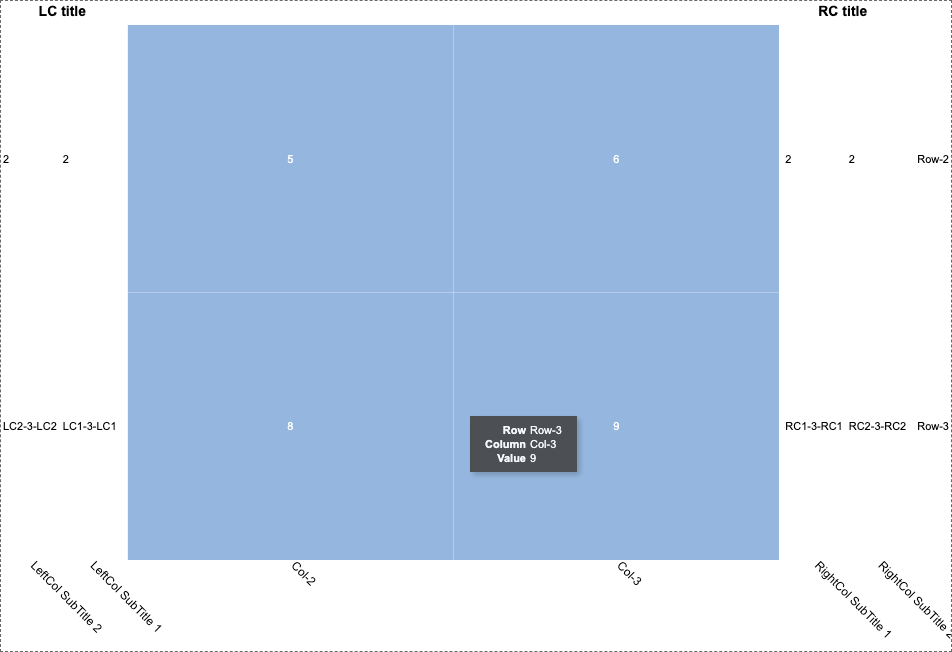 LC title
RC title
2 2 5 6 2 2 Row-2
LC2-3-LC2 LC1-3-LC1 8 9 RC1-3-RC1 RC2-3-RC2 Row-3
Row Row-3
Column Col-3
Value 9
LeftCol SubTitle 2
LeftCol SubTitle 1
Col-2
Col-3
RightCol SubTitle 1
RightCol SubTitle 2